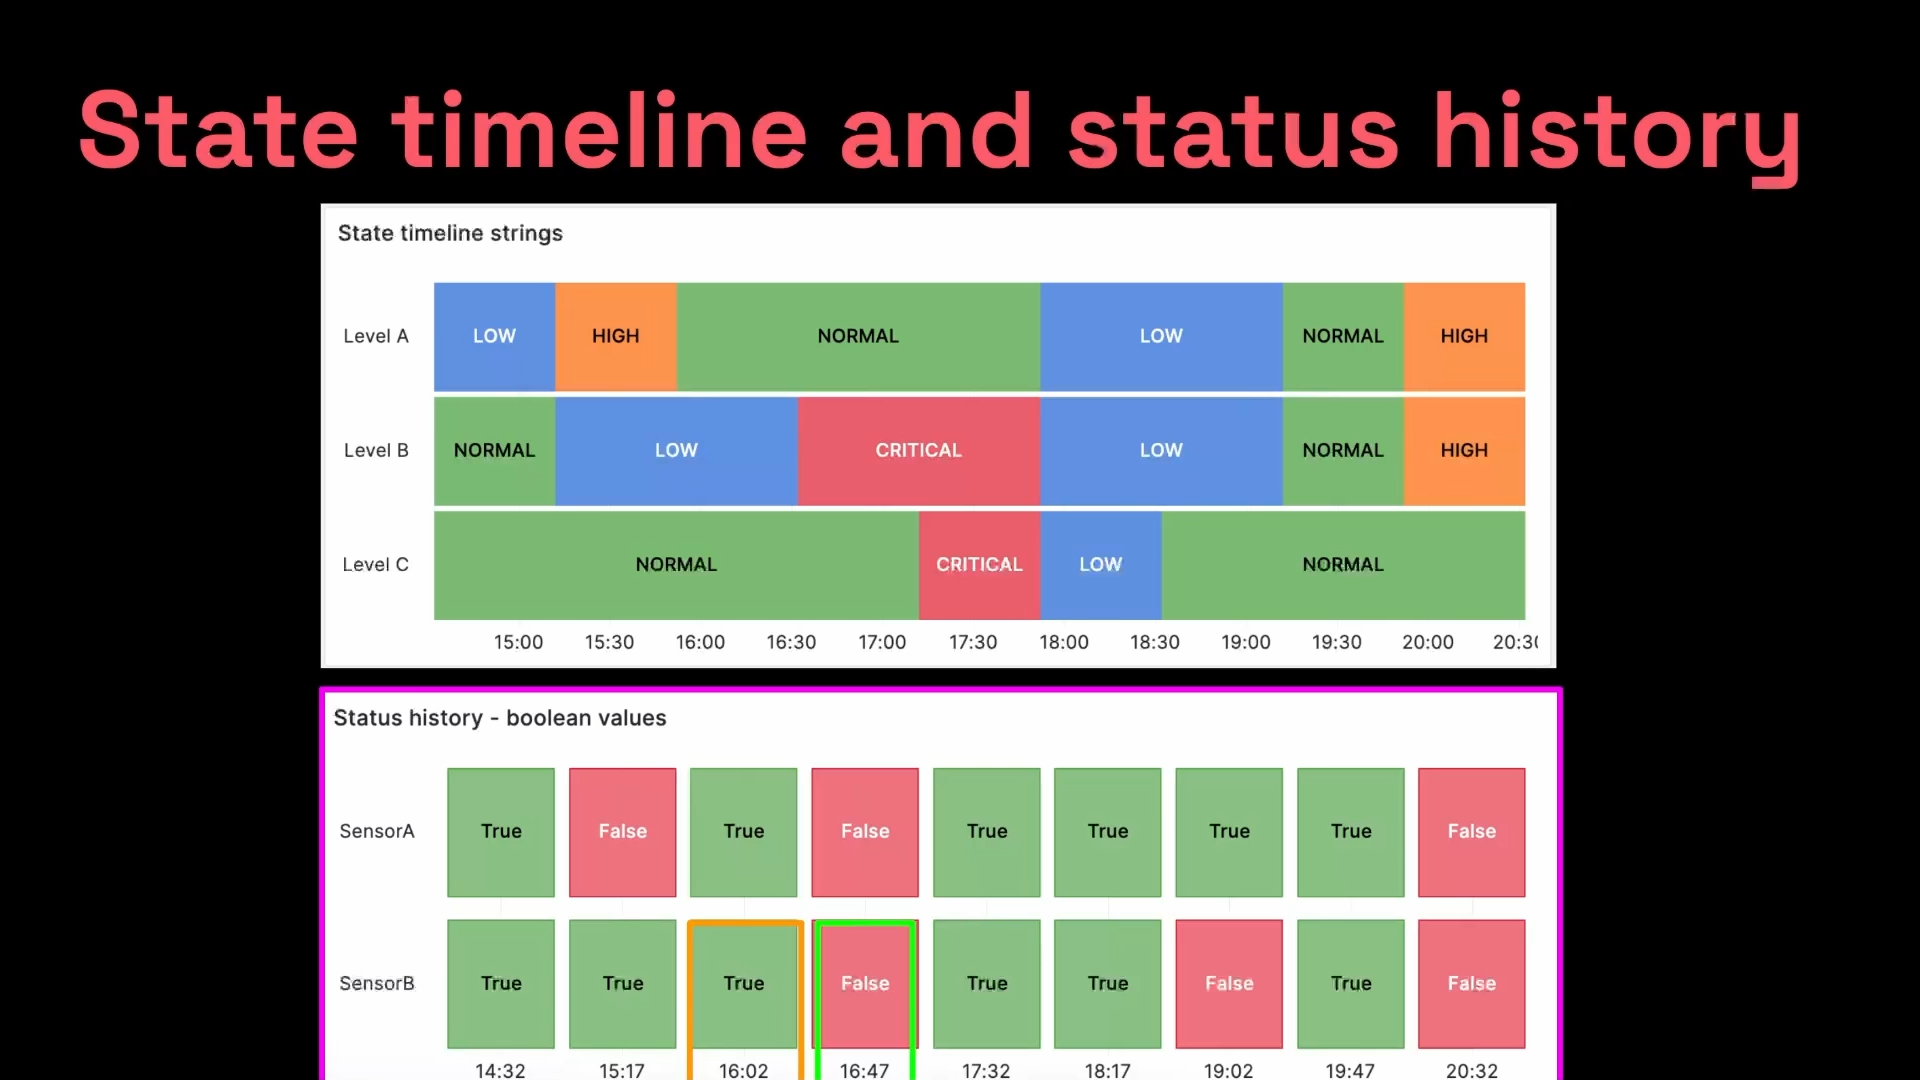 State timeline and status history
State timeline strings
Level A LOW HIGH NORMAL LOW NORMAL HIGH
Level B NORMAL LOW CRITICAL LOW NORMAL HIGH
Level C NORMAL CRITICAL LOW NORMAL
15:00 15:30 16:00 16:30 17:00 17:30 18:00 18:30 19:00 19:30 20:00
Status history - boolean values
SensorA True False True False True True True True False
SensorB True True True False True True False True False
14:32 15:17 16:02 16:47 17:32 18:17 19:02 19:47 20:32